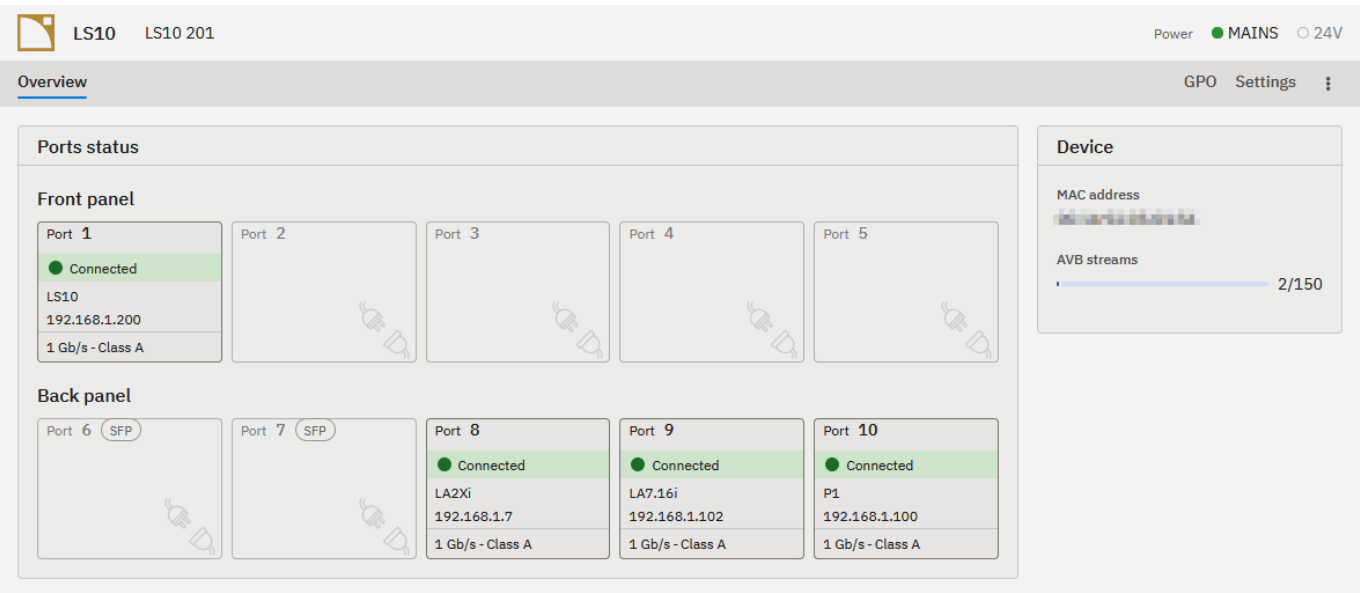 LS10 LS10 201 Power MAINS 24V
Overview GPO Settings
Ports status
Front panel
Port 1
Connected
LS10
192.168.1.200
1 Gb/s - Class A
Port 2
Port 3
Port 4
Port 5
Back panel
Port 6 SFP
Port 7 SFP
Port 8
Connected
LA2Xi
192.168.1.7
1 Gb/s - Class A
Port 9
Connected
LA7.16i
192.168.1.102
1 Gb/s - Class A
Port 10
Connected
P1
192.168.1.100
1 Gb/s - Class A
Device
MAC address
AVB streams
2/150